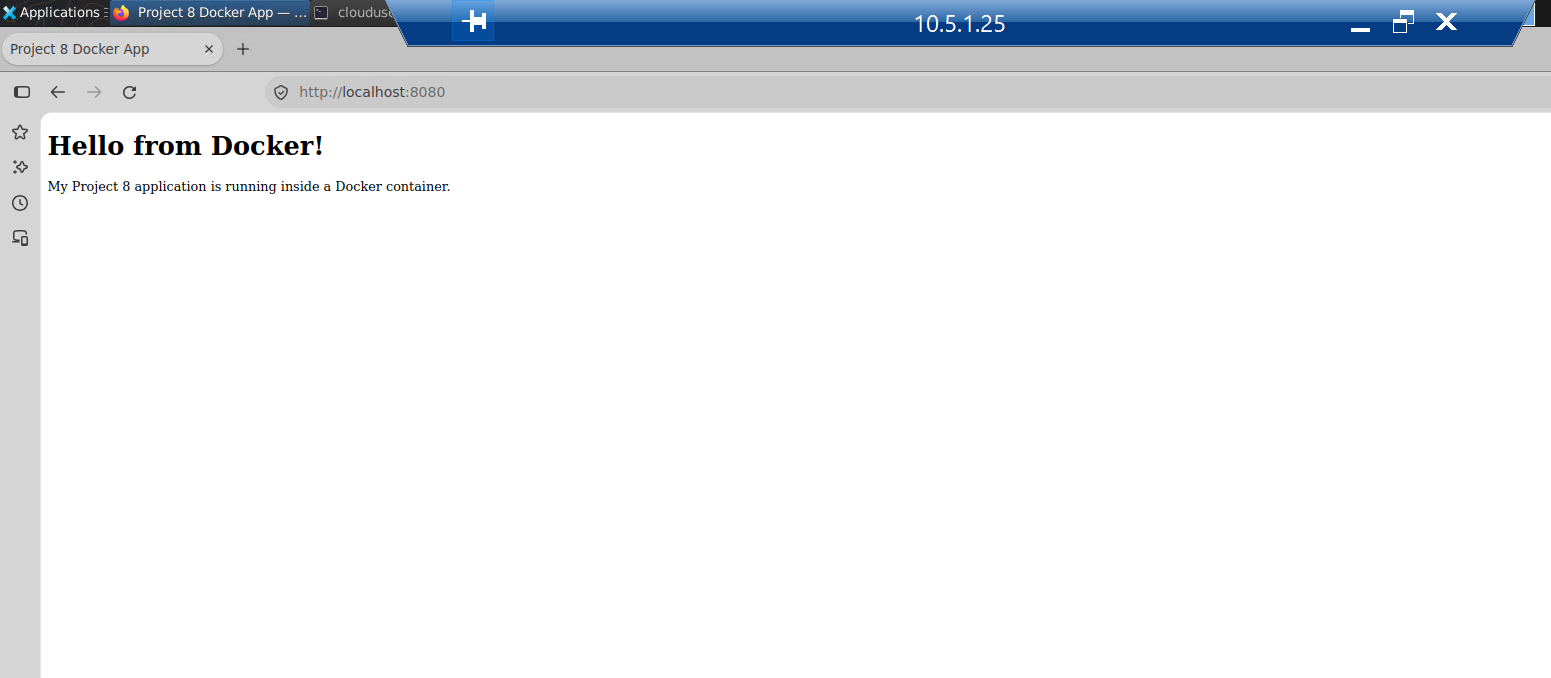 Applications
Project 8 Docker App — ...
clouduse
10.5.1.25
Project 8 Docker App
http://localhost:8080
Hello from Docker!
My Project 8 application is running inside a Docker container.